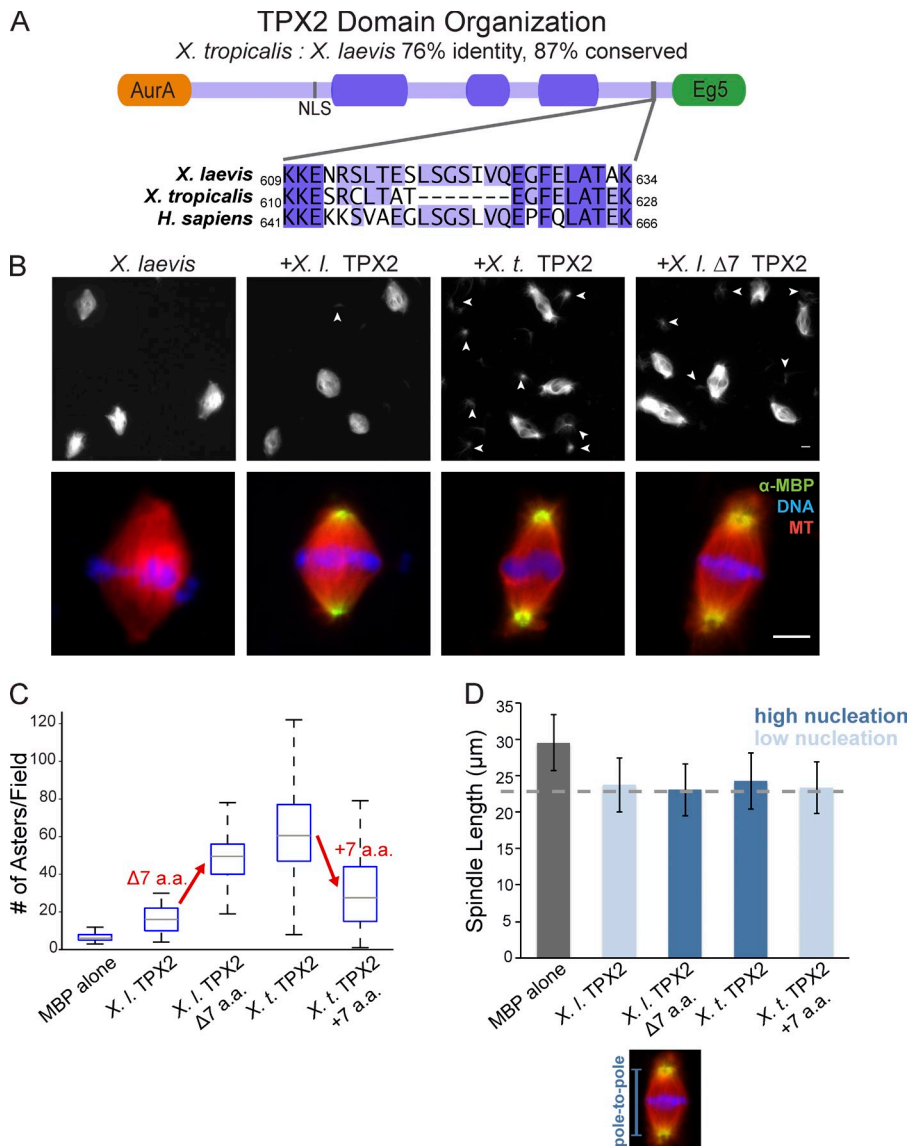 A
TPX2 Domain Organization
X. tropicalis : X. laevis 76% identity, 87% conserved
AurA
NLS
Eg5
X. laevis 609 KKENRSLTESLSGSIVQEGFELATAK 634
X. tropicalis 610 KKESRCLTAT-------EGFELATEK 628
H. sapiens 641 KKEKKSVAEGLSGSLVQEPFQLATEK 666
B
X. laevis
+X. l. TPX2
+X. t. TPX2
+X. l. Δ7 TPX2
α-MBP
DNA
MT
C
# of Asters/Field
120
100
80
60
40
20
0
Δ7 a.a.
+7 a.a.
MBP alone
X. l. TPX2
X. l. TPX2
Δ7 a.a.
X. t. TPX2
X. t. TPX2
+7 a.a.
D
high nucleation
low nucleation
Spindle Length (µm)
35
30
25
20
15
10
5
0
MBP alone
X. l. TPX2
X. l. TPX2
Δ7 a.a.
X. t. TPX2
X. t. TPX2
+7 a.a.
pole-to-pole